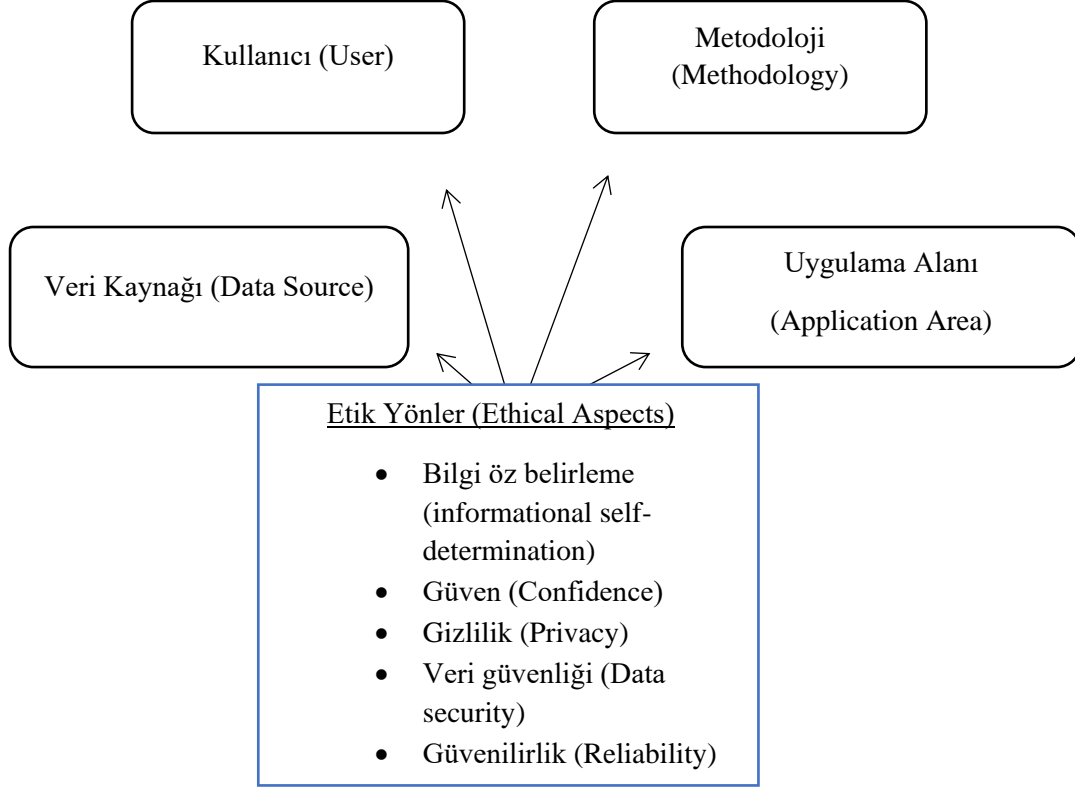 Kullanıcı (User)
Metodoloji
(Methodology)
Veri Kaynağı (Data Source)
Uygulama Alanı
(Application Area)
Etik Yönler (Ethical Aspects)
• Bilgi öz belirleme
(informational self-
determination)
• Güven (Confidence)
• Gizlilik (Privacy)
• Veri güvenliği (Data
security)
• Güvenilirlik (Reliability)